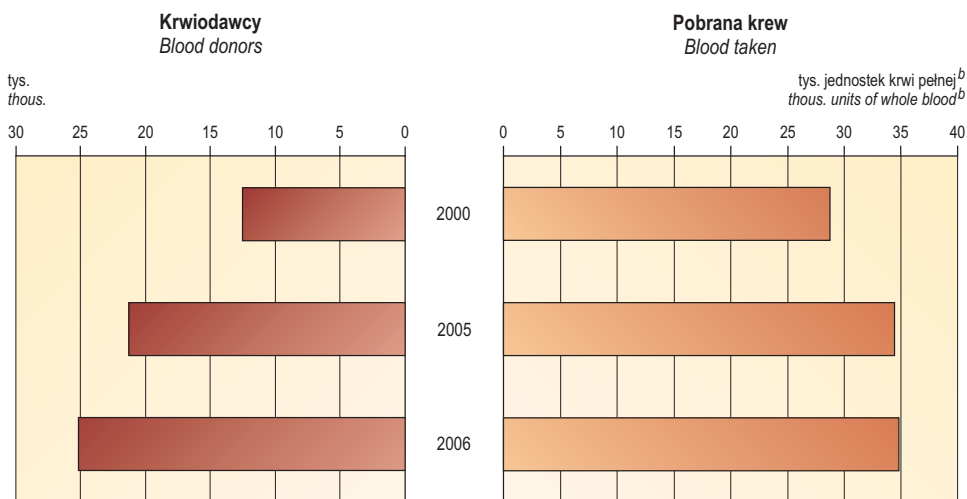 Krwiodawcy
Blood donors
tys.
thous.
30 25 20 15 10 5 0
Pobrana krew
Blood taken
tys. jednostek krwi pełnej b
thous. units of whole blood b
0 5 10 15 20 25 30 35 40
2000
2005
2006